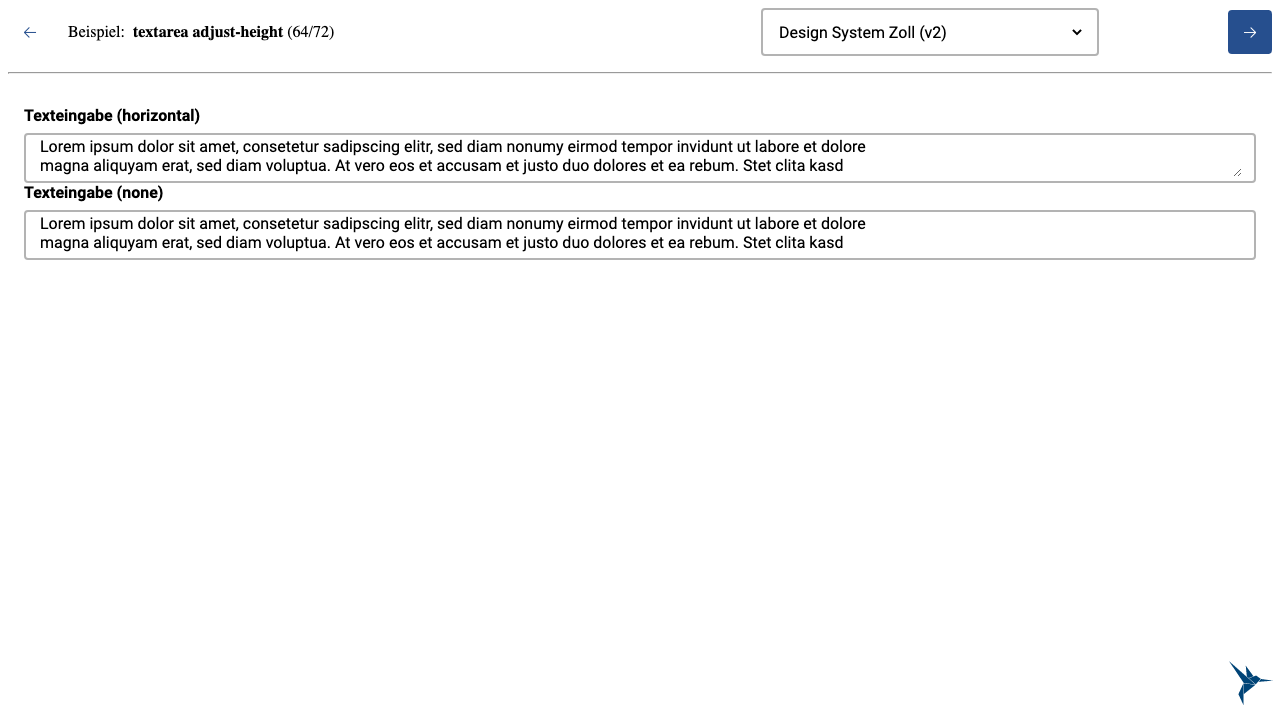 Beispiel: textarea adjust-height (64/72)
Design System Zoll (v2)
Texteingabe (horizontal)
Lorem ipsum dolor sit amet, consetetur sadipscing elitr, sed diam nonumy eirmod tempor invidunt ut labore et dolore
magna aliquyam erat, sed diam voluptua. At vero eos et accusam et justo duo dolores et ea rebum. Stet clita kasd
Texteingabe (none)
Lorem ipsum dolor sit amet, consetetur sadipscing elitr, sed diam nonumy eirmod tempor invidunt ut labore et dolore
magna aliquyam erat, sed diam voluptua. At vero eos et accusam et justo duo dolores et ea rebum. Stet clita kasd